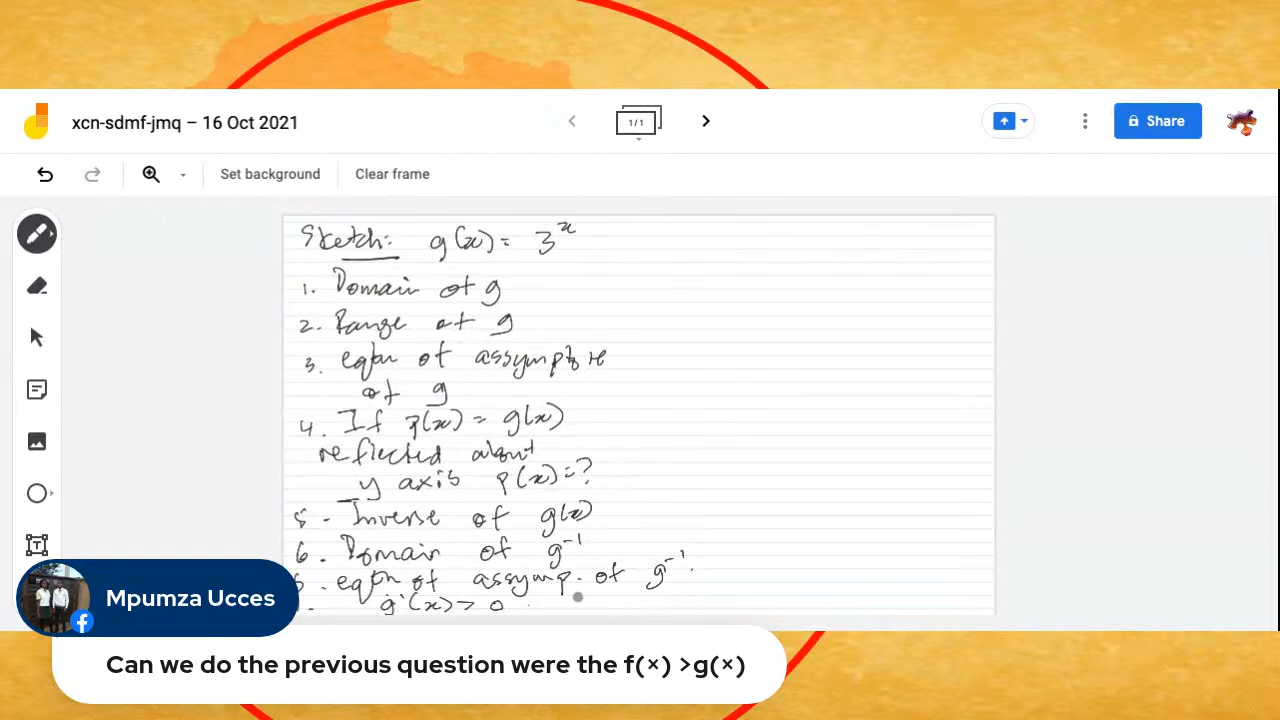 xcn-sdmf-jmq – 16 Oct 2021
1/1
Share
Set background
Clear frame
Sketch: g(x) = 3^x
1. Domain of g
2. Range of g
3. eqtn of assymptote
of g
4. If p(x) = g(x)
reflected about
y axis p(x) = ?
5 - Inverse of g(x)
6. Domain of g^-1
eqtn of assymp. of g^-1.
Mpumza Ucces
Can we do the previous question were the f(×) >g(×)